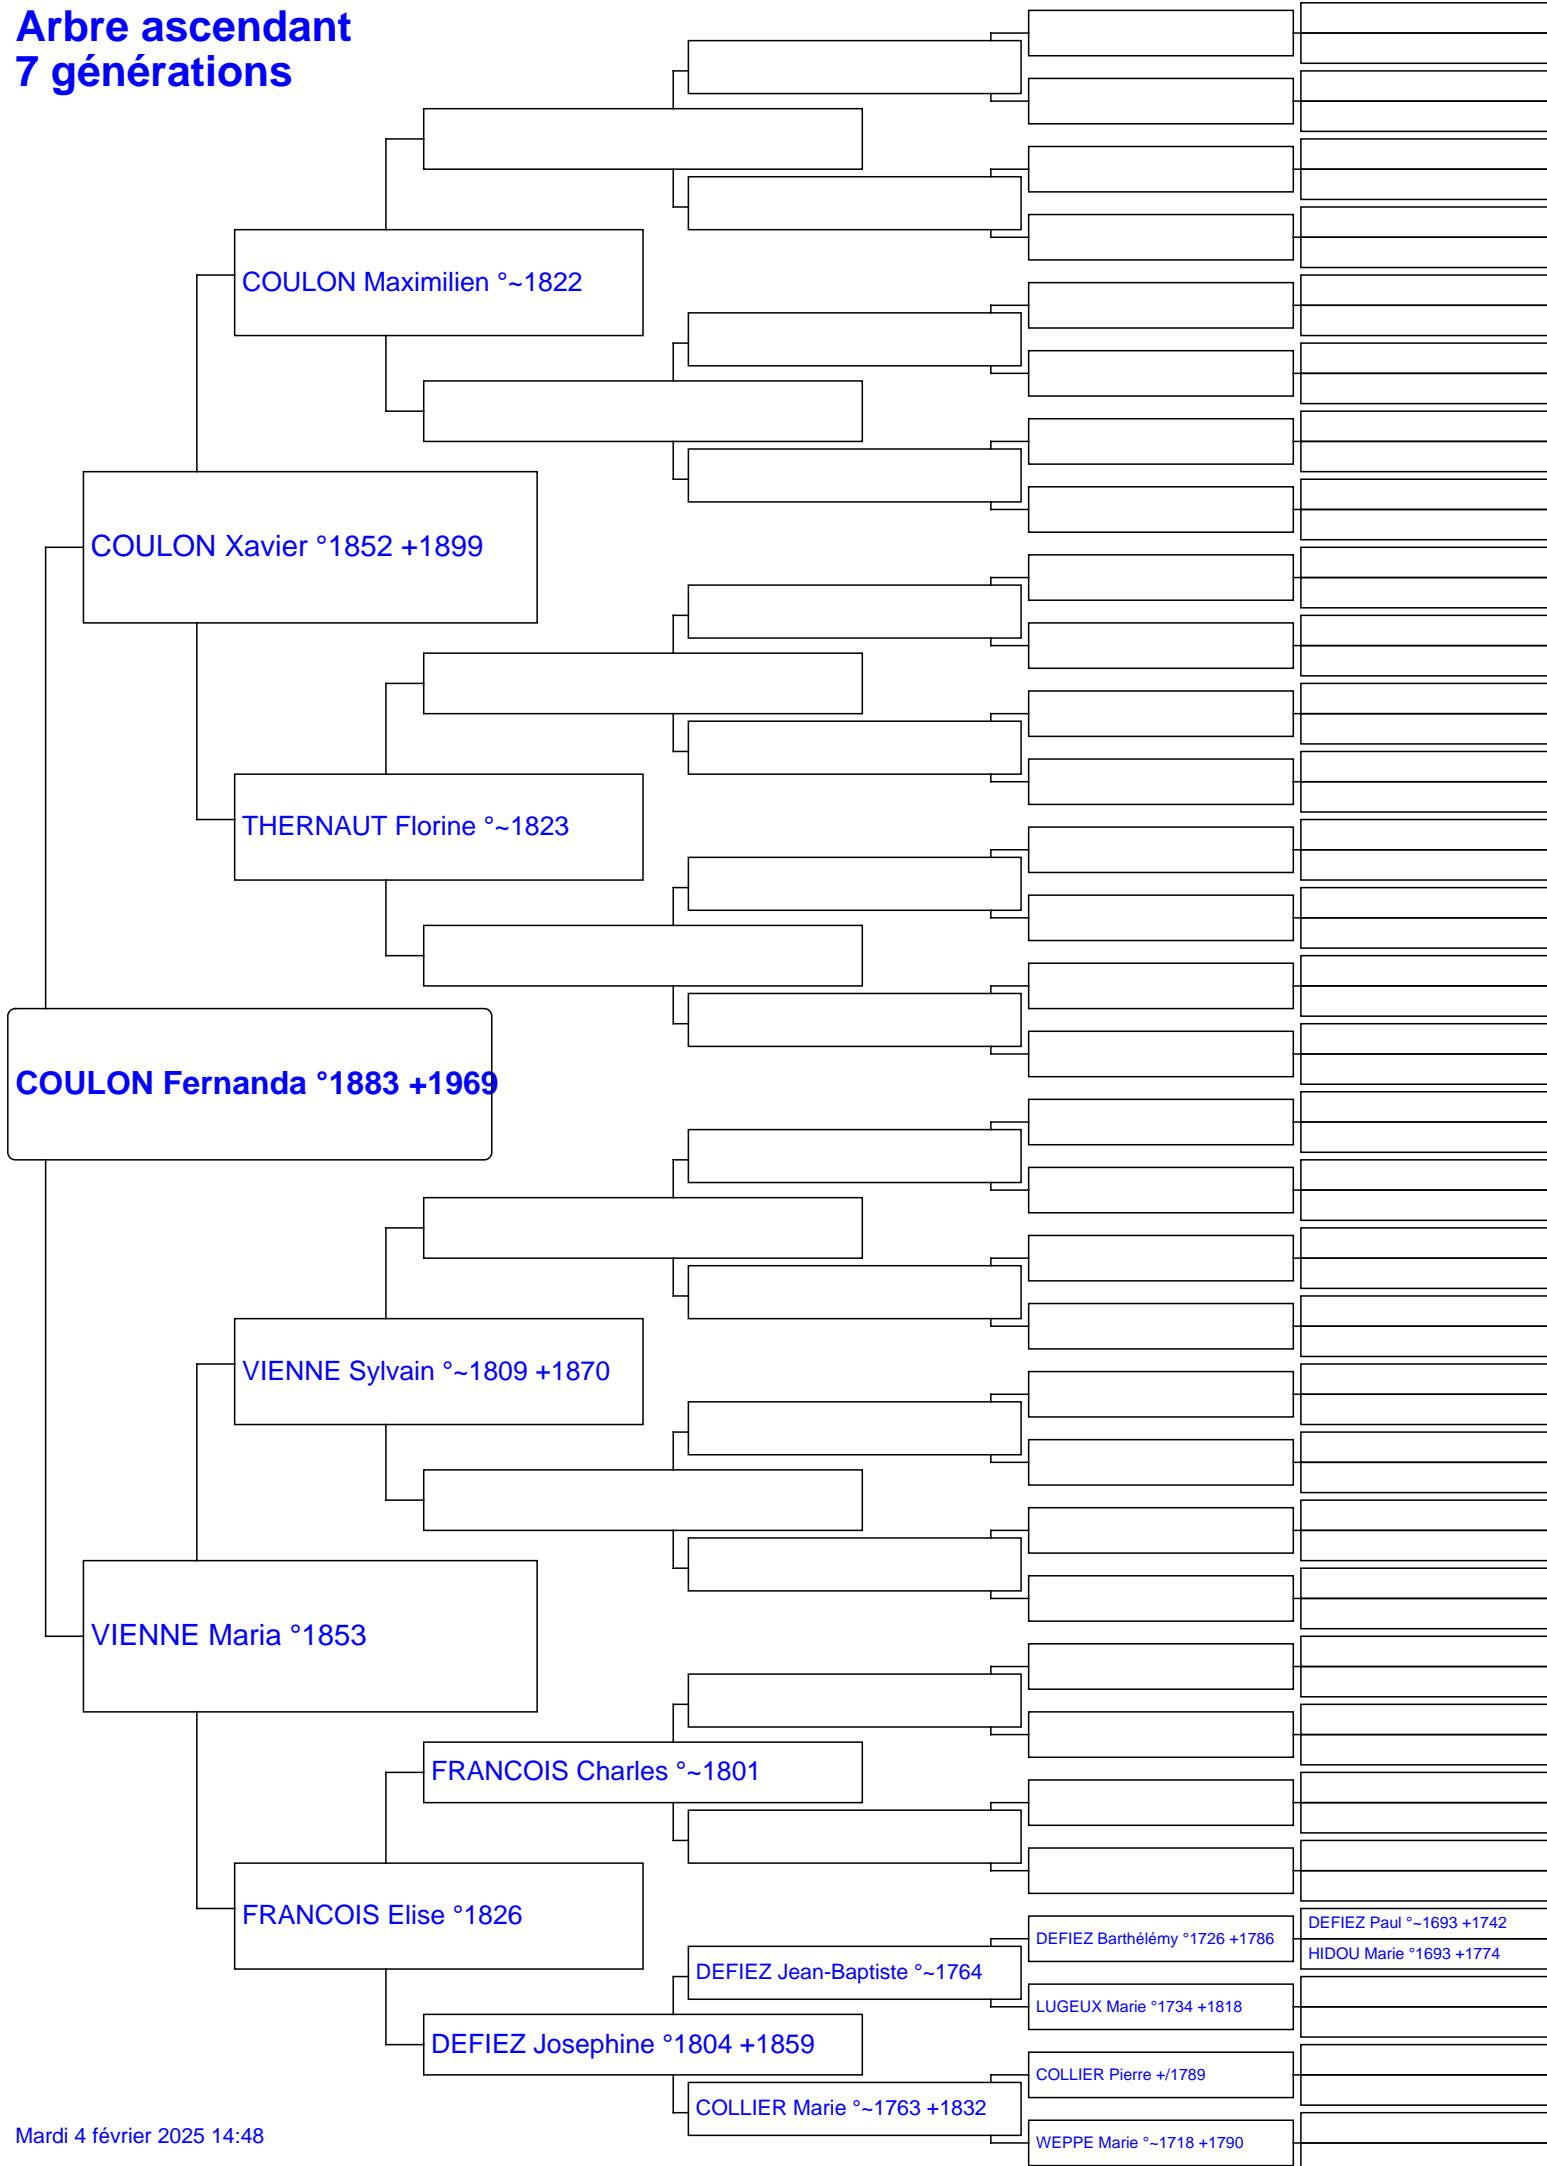 Arbre ascendant
7 générations
COULON Maximilien °~1822
COULON Xavier °1852 +1899
THERNAUT Florine °~1823
COULON Fernanda °1883 +1969
VIENNE Sylvain °~1809 +1870
VIENNE Maria °1853
FRANCOIS Charles °~1801
FRANCOIS Elise °1826
DEFIEZ Paul °~1693 +1742
DEFIEZ Barthélémy °1726 +1786
HIDOU Marie °1693 +1774
DEFIEZ Jean-Baptiste °~1764
LUGEUX Marie °1734 +1818
DEFIEZ Josephine °1804 +1859
COLLIER Pierre +/1789
COLLIER Marie °~1763 +1832
WEPPE Marie °~1718 +1790
Mardi 4 février 2025 14:48